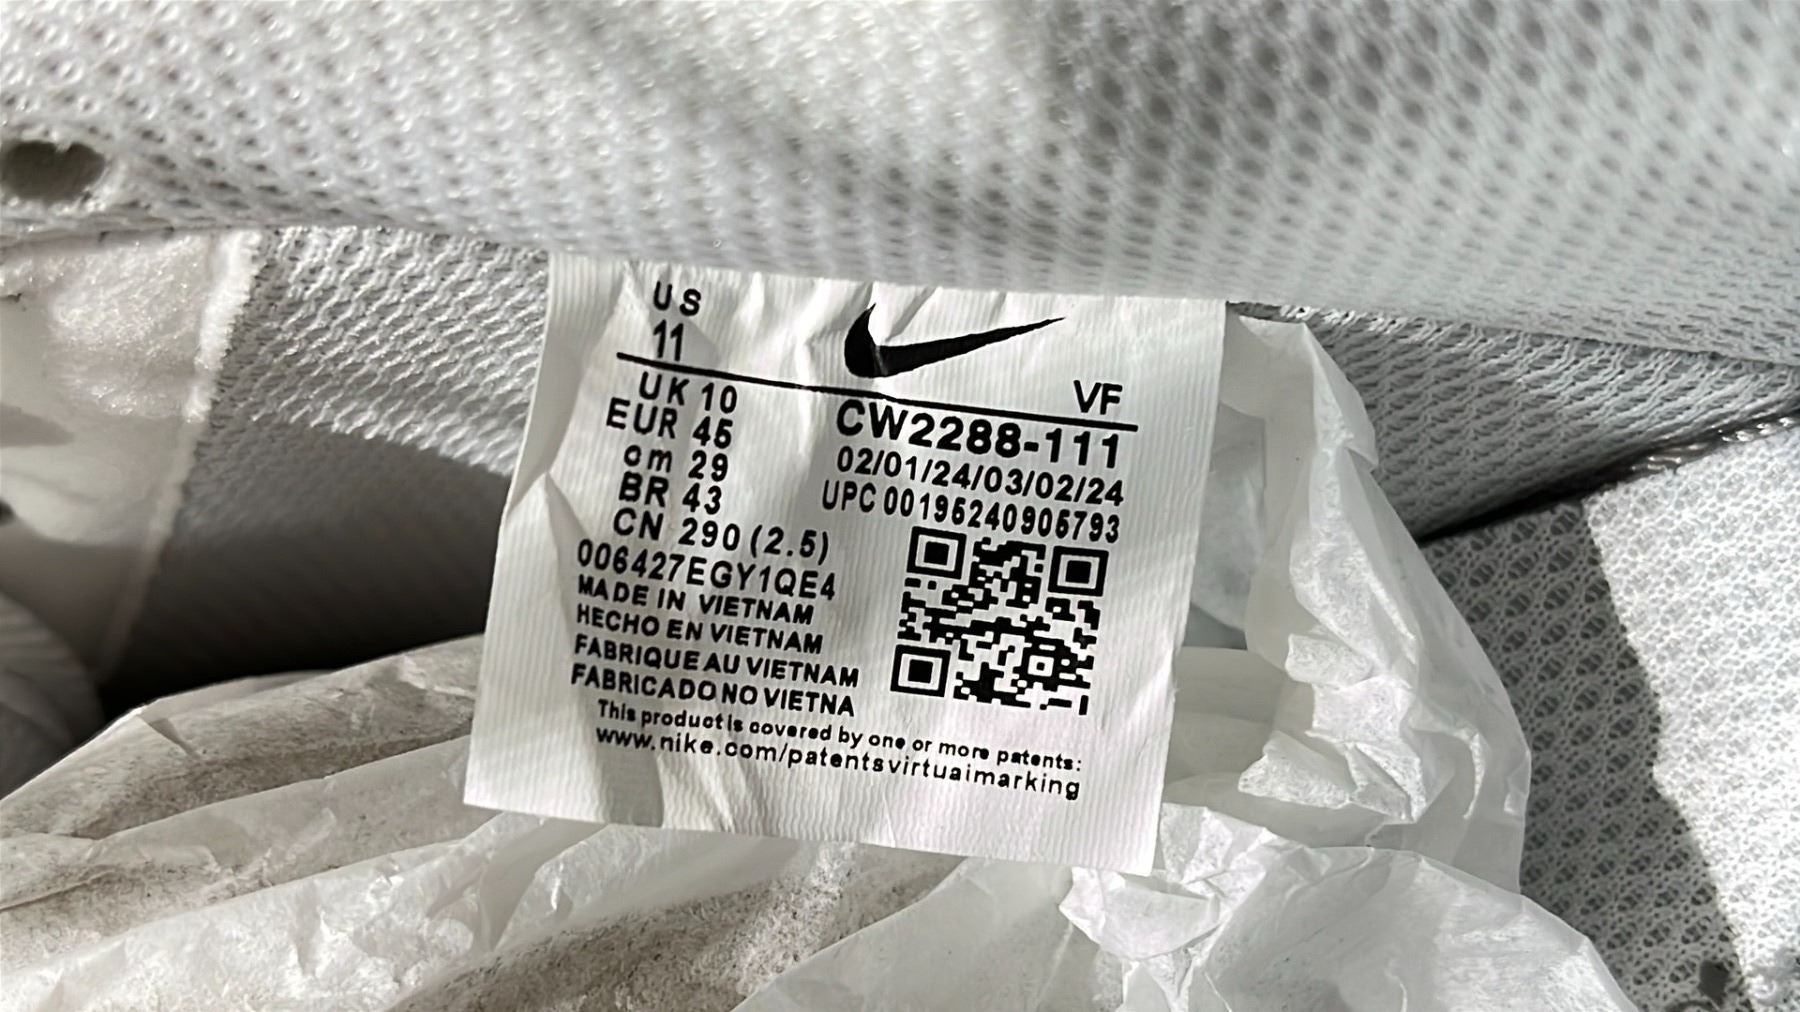 US
11
VF
UK 10
EUR 45
cm 29
BR 43
CN 290 (2.5)
006427EGY1QE4
MADE IN VIETNAM
HECHO EN VIETNAM
FABRIQUE AU VIETNAM
FABRICADO NO VIETNA
CW2288-111
02/01/24/03/02/24
UPC 00195240905793
This product is covered by one or more patents:
www.nike.com/patentsvirtuaimarking